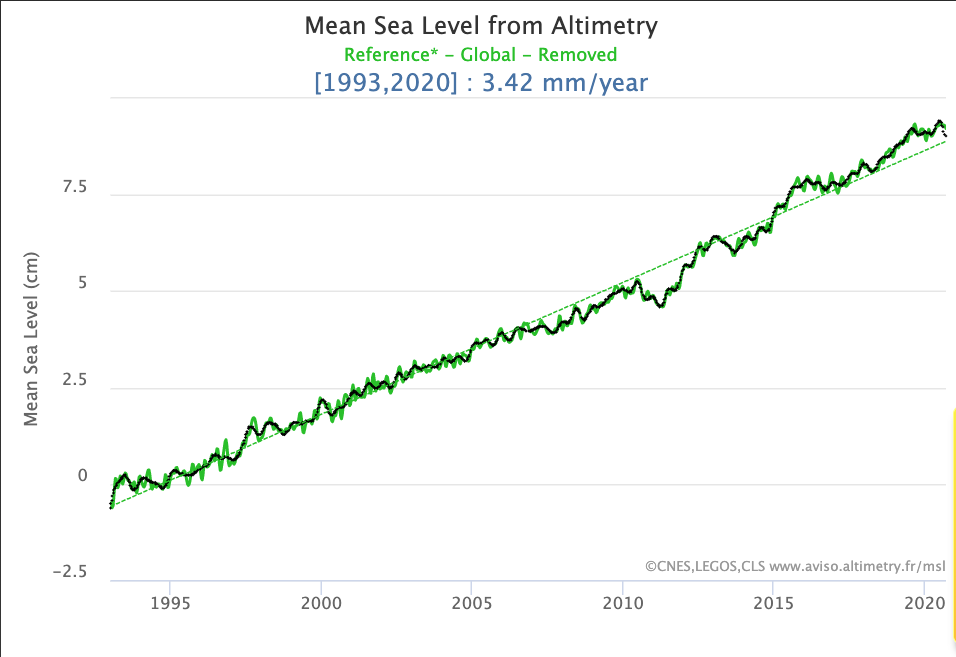 Mean Sea Level from Altimetry
Reference* – Global – Removed
[1993,2020] : 3.42 mm/year
Mean Sea Level (cm)
7.5
5
2.5
0
−2.5
©CNES,LEGOS,CLS www.aviso.altimetry.fr/msl
1995 2000 2005 2010 2015 2020